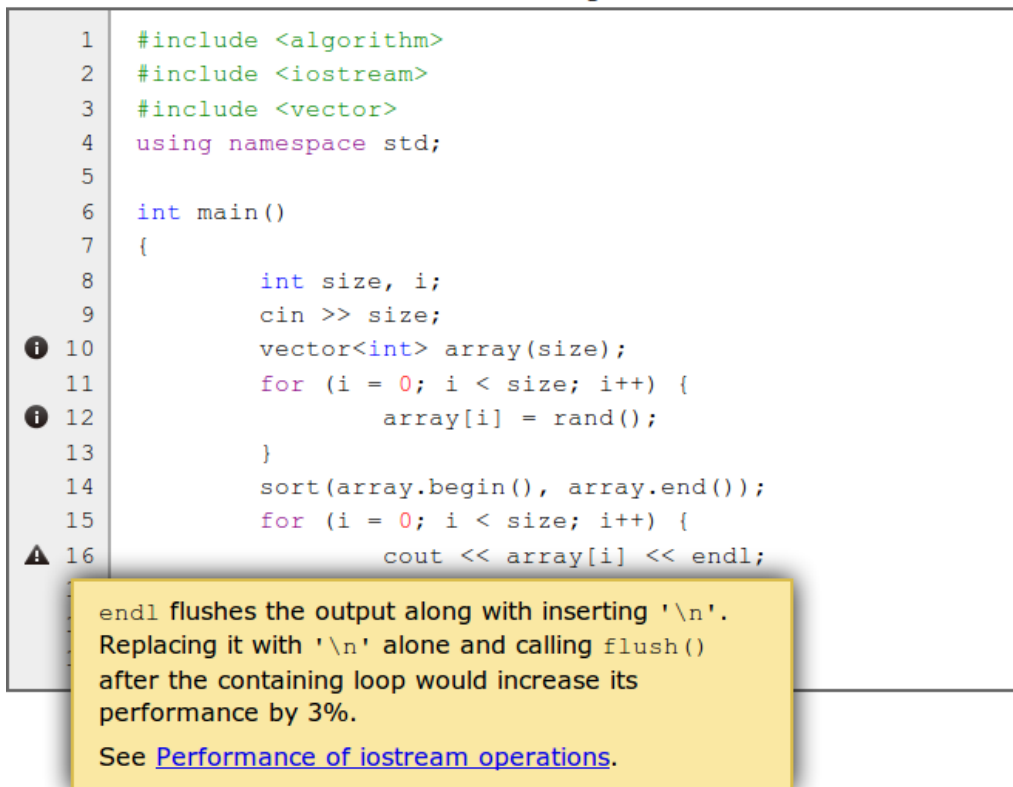 1 #include <algorithm>
2 #include <iostream>
3 #include <vector>
4 using namespace std;
5
6 int main()
7 {
8 int size, i;
9 cin >> size;
10 vector<int> array(size);
11 for (i = 0; i < size; i++) {
12 array[i] = rand();
13 }
14 sort(array.begin(), array.end());
15 for (i = 0; i < size; i++) {
16 cout << array[i] << endl;
endl flushes the output along with inserting '\n'.
Replacing it with '\n' alone and calling flush()
after the containing loop would increase its
performance by 3%.
See Performance of iostream operations.